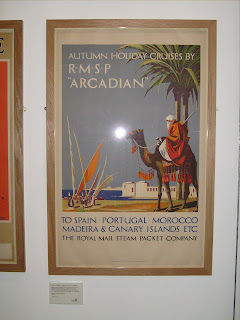 AUTUMN HOLIDAY CRUISES BY
R·M·S·P
"ARCADIAN"
TO SPAIN · PORTUGAL · MOROCCO
MADEIRA & CANARY ISLANDS ETC
THE ROYAL MAIL STEAM PACKET COMPANY